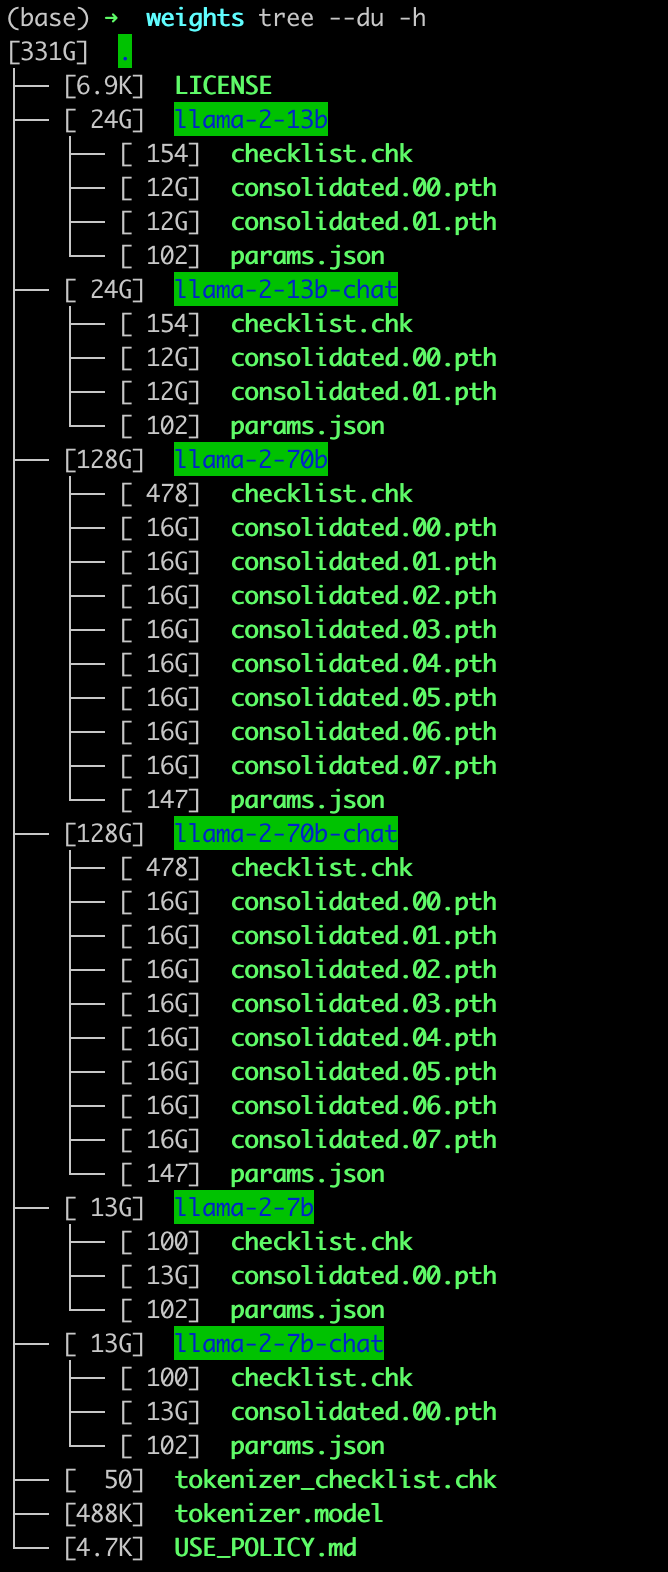 (base) ➜  weights tree --du -h
[331G]  .
├── [6.9K]  LICENSE
├── [ 24G]  llama-2-13b
│   ├── [ 154]  checklist.chk
│   ├── [ 12G]  consolidated.00.pth
│   ├── [ 12G]  consolidated.01.pth
│   └── [ 102]  params.json
├── [ 24G]  llama-2-13b-chat
│   ├── [ 154]  checklist.chk
│   ├── [ 12G]  consolidated.00.pth
│   ├── [ 12G]  consolidated.01.pth
│   └── [ 102]  params.json
├── [128G]  llama-2-70b
│   ├── [ 478]  checklist.chk
│   ├── [ 16G]  consolidated.00.pth
│   ├── [ 16G]  consolidated.01.pth
│   ├── [ 16G]  consolidated.02.pth
│   ├── [ 16G]  consolidated.03.pth
│   ├── [ 16G]  consolidated.04.pth
│   ├── [ 16G]  consolidated.05.pth
│   ├── [ 16G]  consolidated.06.pth
│   ├── [ 16G]  consolidated.07.pth
│   └── [ 147]  params.json
├── [128G]  llama-2-70b-chat
│   ├── [ 478]  checklist.chk
│   ├── [ 16G]  consolidated.00.pth
│   ├── [ 16G]  consolidated.01.pth
│   ├── [ 16G]  consolidated.02.pth
│   ├── [ 16G]  consolidated.03.pth
│   ├── [ 16G]  consolidated.04.pth
│   ├── [ 16G]  consolidated.05.pth
│   ├── [ 16G]  consolidated.06.pth
│   ├── [ 16G]  consolidated.07.pth
│   └── [ 147]  params.json
├── [ 13G]  llama-2-7b
│   ├── [ 100]  checklist.chk
│   ├── [ 13G]  consolidated.00.pth
│   └── [ 102]  params.json
├── [ 13G]  llama-2-7b-chat
│   ├── [ 100]  checklist.chk
│   ├── [ 13G]  consolidated.00.pth
│   └── [ 102]  params.json
├── [  50]  tokenizer_checklist.chk
├── [488K]  tokenizer.model
└── [4.7K]  USE_POLICY.md